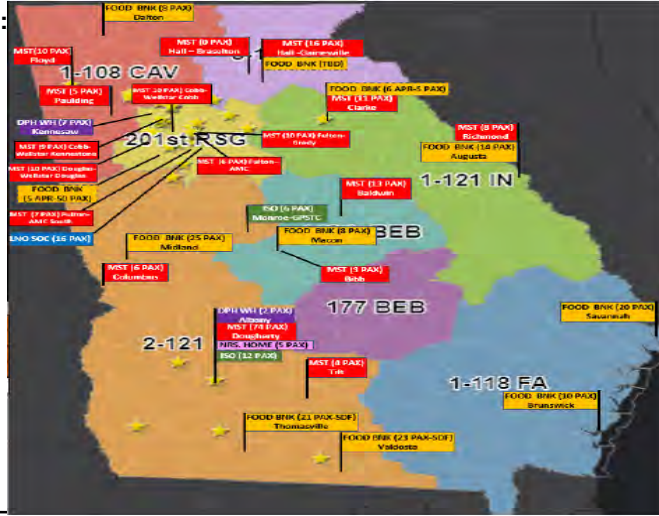 :
FOOD BNK (8 PAX)
Dalton
MST(10 PAX)
Floyd
1-108 CAV
MST (0 PAX)
Hall – Braselton
MST (16 PAX)
Hall -Gainesville
FOOD BNK (TBD)
MST (5 PAX)
Paulding
MST 10 PAX) Cobb-
Wellstar Cobb
FOOD BNK (6 APR-5 PAX)
MST (11 PAX)
Clarke
DPH WH (7 PAX)
Kennesaw
201st RSG
MST (9 PAX) Cobb-
Wellstar Kennestone
MST (10 PAX) Fulton-
Grady
MST (8 PAX)
Richmond
FOOD BNK (14 PAX)
Augusta
MST (10 PAX) Douglas-
Wellstar Douglas
MST (6 PAX) Fulton-
AMC
1-121 IN
FOOD BNK
(5 APR-50 PAX)
MST (13 PAX)
Baldwin
MST (7 PAX) Fulton-
AMC South
ISO (6 PAX)
Monroe-GPSTC
LNO SOC (16 PAX)
FOOD BNK (25 PAX)
Midland
FOOD BNK (8 PAX)
Macon
BEB
MST (6 PAX)
Columbus
MST (3 PAX)
Bibb
177 BEB
DPH WH (2 PAX)
Albany
MST (74 PAX)
Dougherty
NRS. HOME (5 PAX)
ISO (12 PAX)
2-121
FOOD BNK (20 PAX)
Savannah
MST (4 PAX)
Tift
1-118 FA
FOOD BNK (10 PAX)
Brunswick
FOOD BNK (21 PAX-SDF)
Thomasville
FOOD BNK (23 PAX-SDF)
Valdosta